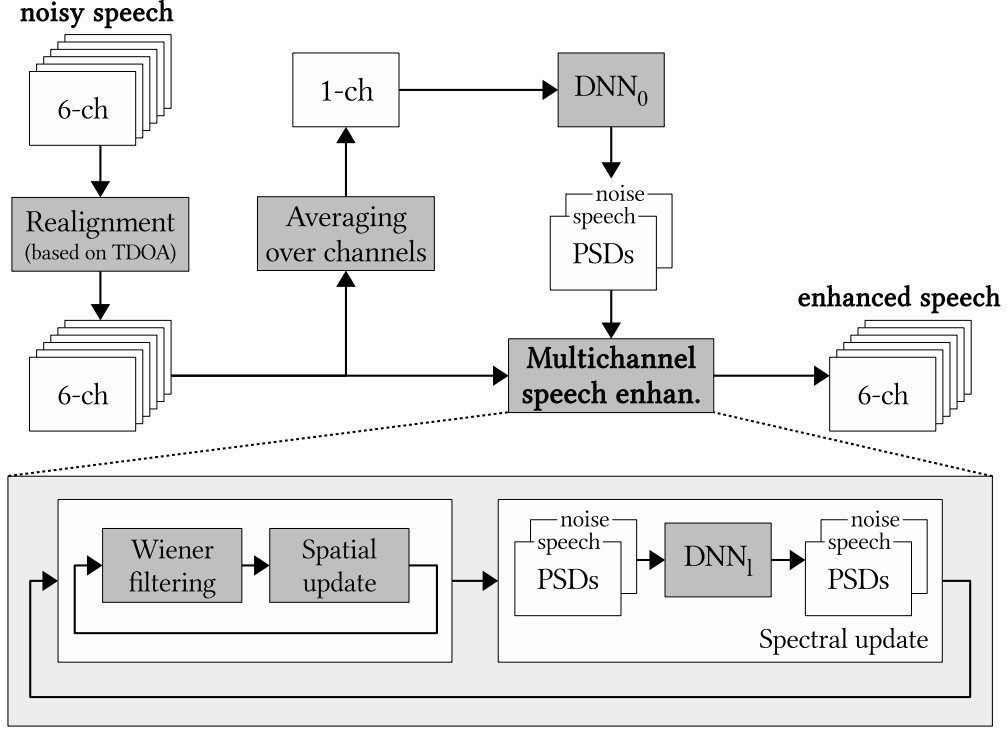 noisy speech
6-ch
Realignment
(based on TDOA)
6-ch
1-ch
Averaging
over channels
DNN0
noise
speech
PSDs
Multichannel
speech enhan.
enhanced speech
6-ch
Wiener
filtering
Spatial
update
noise
speech
PSDs
DNNl
noise
speech
PSDs
Spectral update